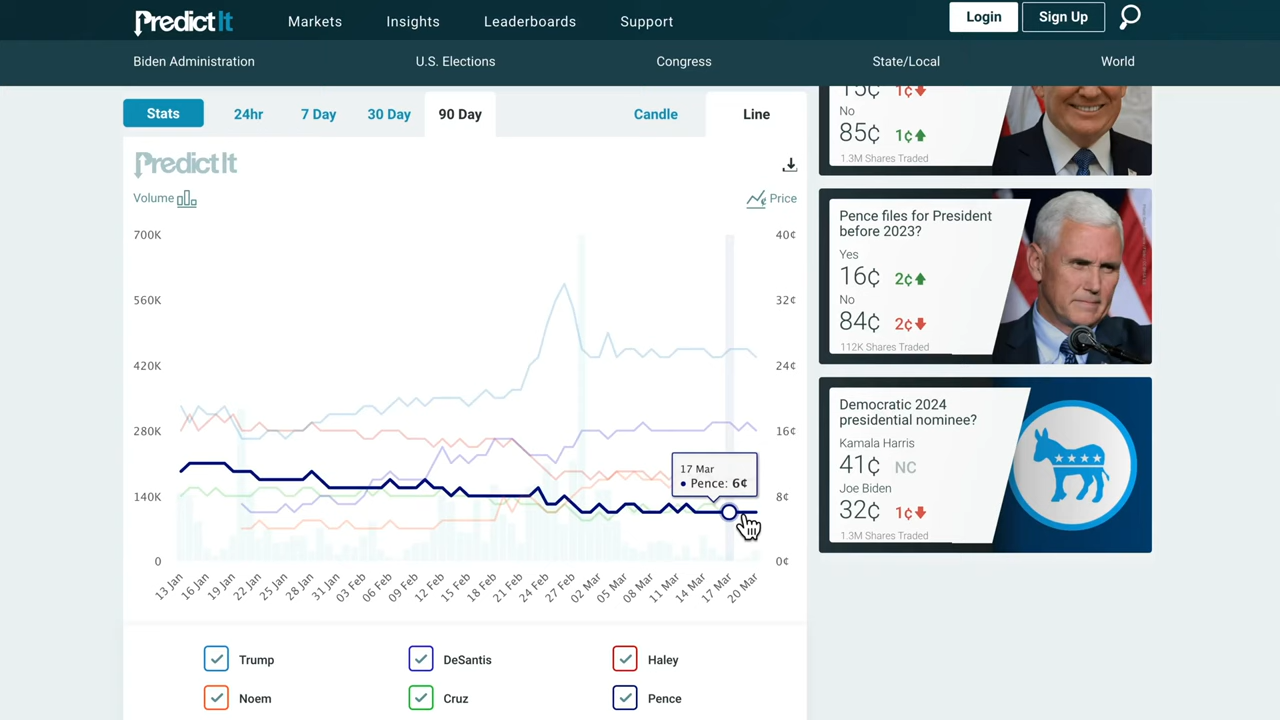 PredictIt
Markets
Insights
Leaderboards
Support
Login
Sign Up
Biden Administration
U.S. Elections
Congress
State/Local
World
Stats
24hr
7 Day
30 Day
90 Day
Candle
Line
PredictIt
Volume
Price
700K
560K
420K
280K
140K
0
40¢
32¢
24¢
16¢
8¢
0¢
17 Mar
Pence: 6¢
13 Jan
16 Jan
19 Jan
22 Jan
25 Jan
28 Jan
31 Jan
03 Feb
06 Feb
09 Feb
12 Feb
15 Feb
18 Feb
21 Feb
24 Feb
27 Feb
02 Mar
05 Mar
08 Mar
11 Mar
14 Mar
17 Mar
20 Mar
Trump
DeSantis
Haley
Noem
Cruz
Pence
15¢ 1¢
No
85¢ 1¢
1.3M Shares Traded
Pence files for President
before 2023?
Yes
16¢ 2¢
No
84¢ 2¢
112K Shares Traded
Democratic 2024
presidential nominee?
Kamala Harris
41¢ NC
Joe Biden
32¢ 1¢
1.3M Shares Traded